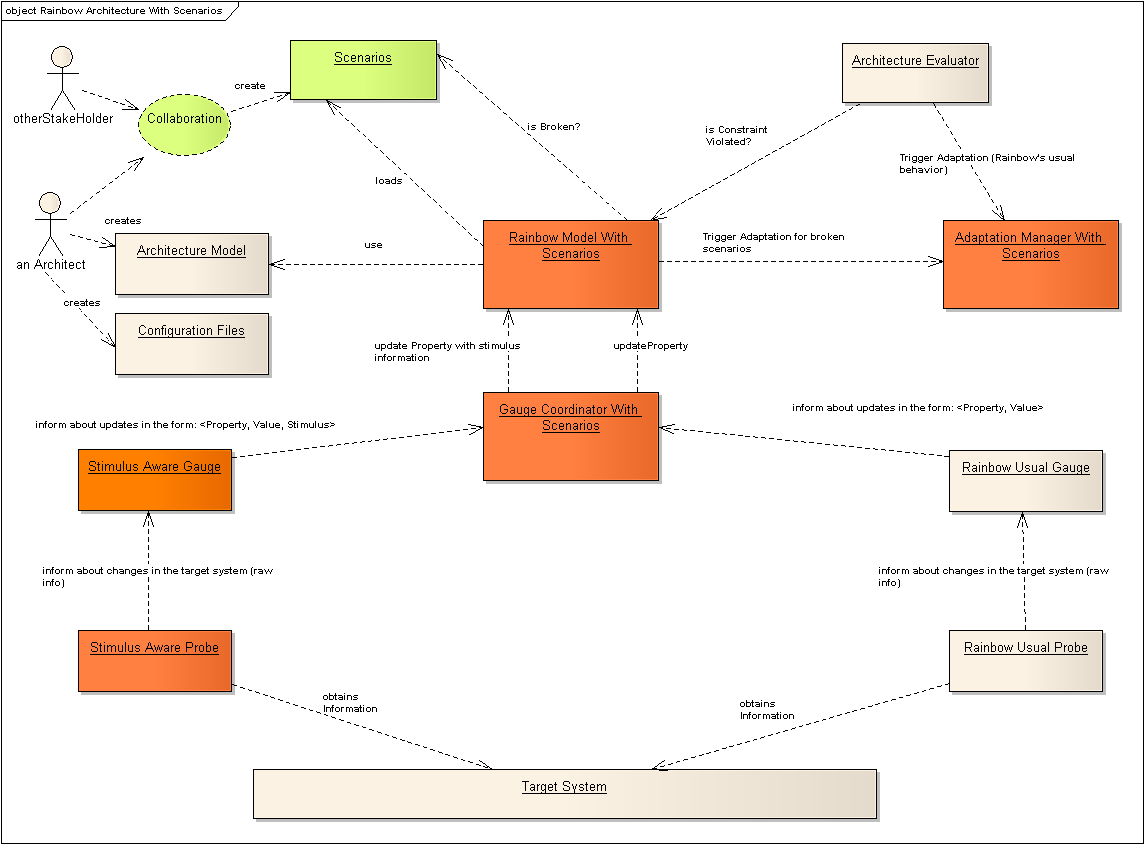 object Rainbow Architecture With Scenarios
Scenarios
Architecture Evaluator
otherStakeHolder
Collaboration
create
is Broken?
is Constraint
Violated?
Trigger Adaptation (Rainbow's usual
behavior)
loads
an Architect
creates
Architecture Model
use
Rainbow Model With
Scenarios
Trigger Adaptation for broken
scenarios
Adaptation Manager With
Scenarios
creates
Configuration Files
update Property with stimulus
information
updateProperty
Gauge Coordinator With
Scenarios
inform about updates in the form: <Property, Value, Stimulus>
inform about updates in the form: <Property, Value>
Stimulus Aware Gauge
Rainbow Usual Gauge
inform about changes in the target system (raw
info)
inform about changes in the target system (raw
info)
Stimulus Aware Probe
Rainbow Usual Probe
obtains
Information
obtains
Information
Target System